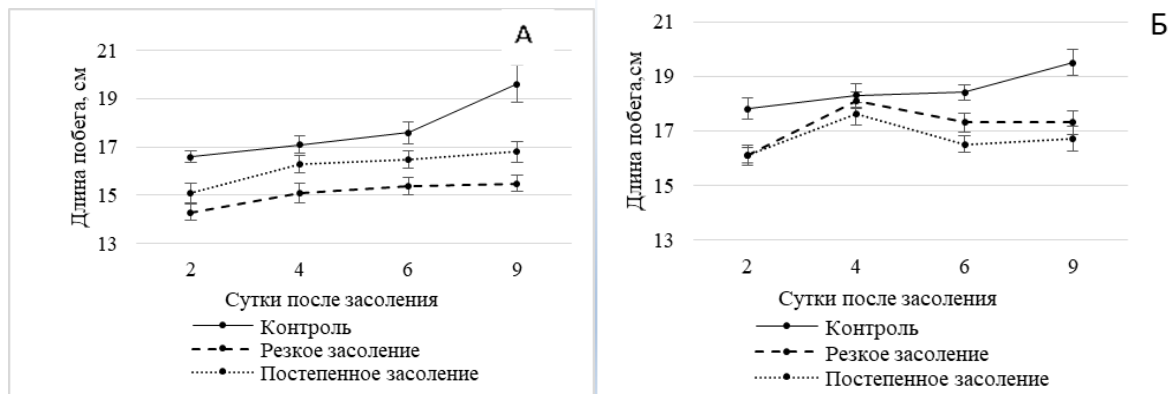 А
Длина побега, см
21
19
17
15
13
2 4 6 9
Сутки после засоления
Контроль
Резкое засоление
Постепенное засоление
Б
Длина побега,см
21
19
17
15
13
2 4 6 9
Сутки после засоления
Контроль
Резкое засоление
Постепенное засоление